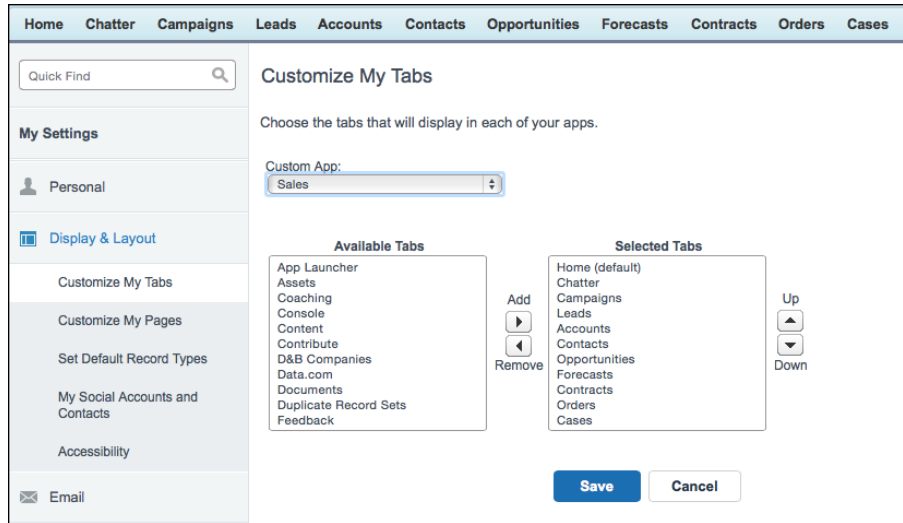 Home Chatter Campaigns Leads Accounts Contacts Opportunities Forecasts Contracts Orders Cases
Quick Find
My Settings
Personal
Display & Layout
Customize My Tabs
Customize My Pages
Set Default Record Types
My Social Accounts and
Contacts
Accessibility
Email
Customize My Tabs
Choose the tabs that will display in each of your apps.
Custom App:
Sales
Available Tabs
App Launcher
Assets
Coaching
Console
Content
Contribute
D&B Companies
Data.com
Documents
Duplicate Record Sets
Feedback
Add
Remove
Selected Tabs
Home (default)
Chatter
Campaigns
Leads
Accounts
Contacts
Opportunities
Forecasts
Contracts
Orders
Cases
Up
Down
Save Cancel